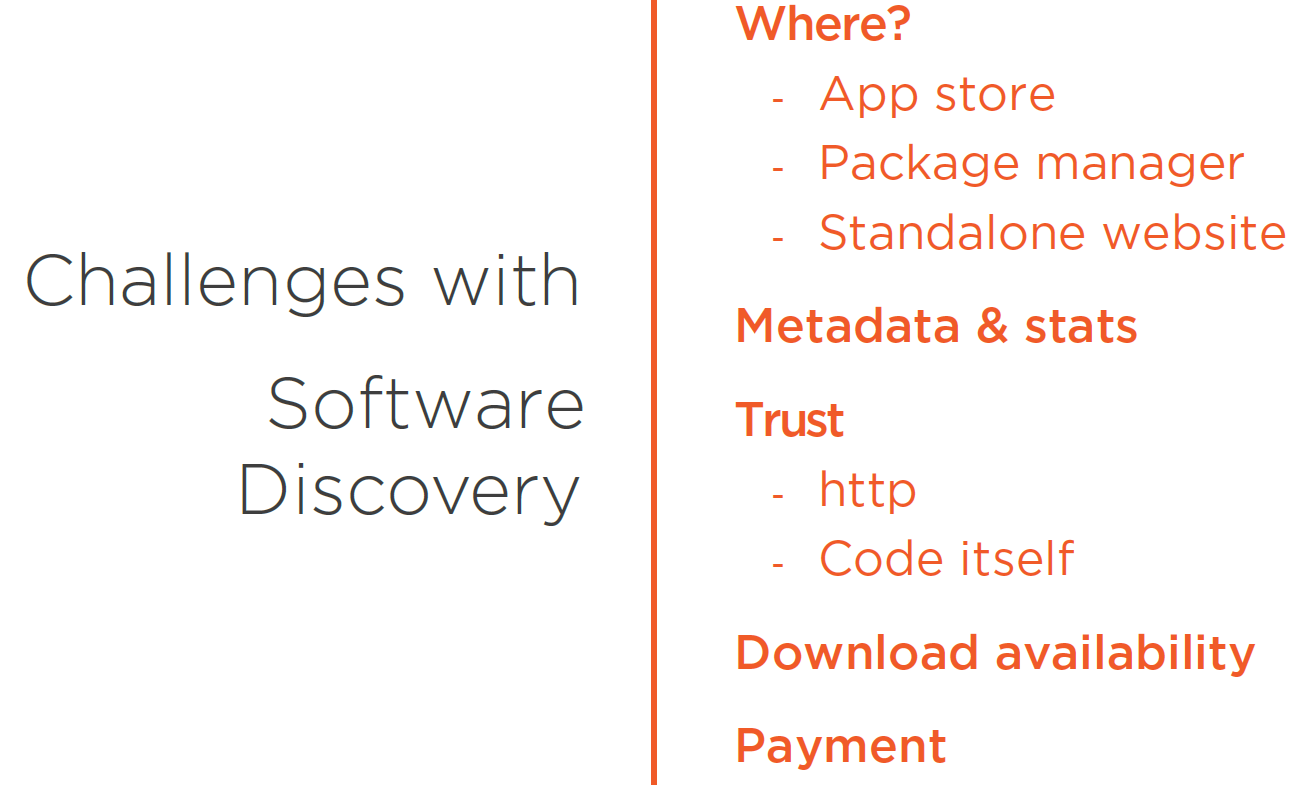 Challenges with
Software
Discovery
Where?
- App store
- Package manager
- Standalone website
Metadata & stats
Trust
- http
- Code itself
Download availability
Payment